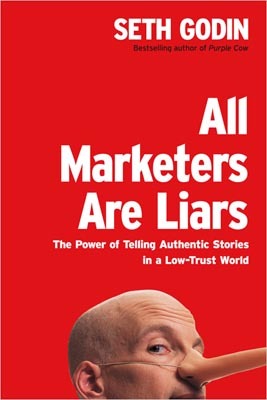 SETH GODIN
Bestselling author of Purple Cow
All
Marketers
Are Liars
The Power of Telling Authentic Stories
in a Low-Trust World